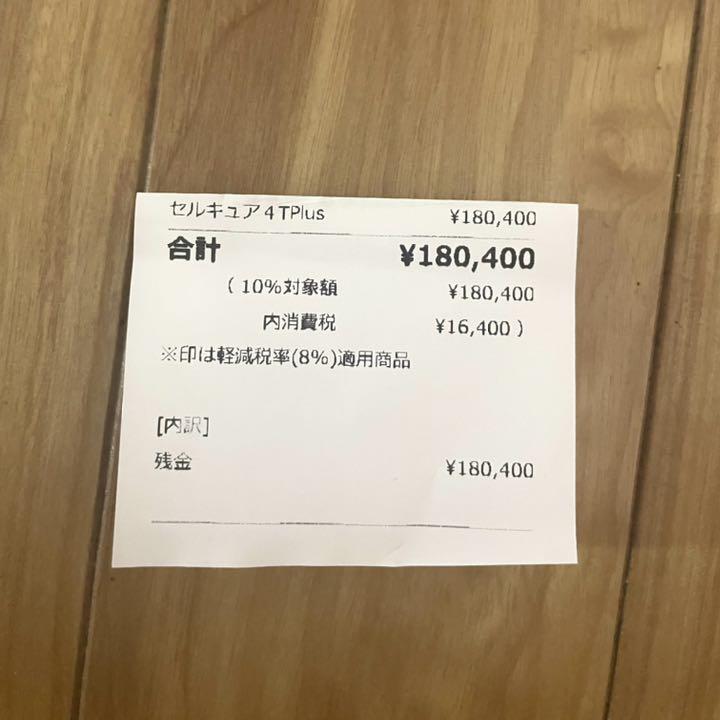 セルキュア4TPlus ¥180,400
合計 ¥180,400
( 10%対象額 ¥180,400
内消費税 ¥16,400 )
※印は軽減税率(8%)適用商品
[内訳]
残金 ¥180,400